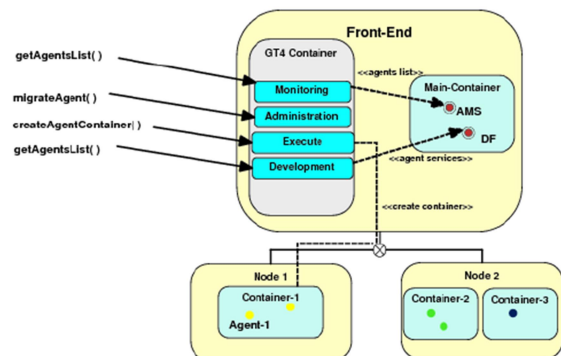 Front-End
GT4 Container
getAgentsList( )
<<agents list>>
Main-Container
Monitoring
migrateAgent( )
AMS
Administration
createAgentContainer( )
Execute
DF
getAgentsList( )
<<agent services>>
Development
<<create container>>
Node 1
Node 2
Container-1
Container-2
Container-3
Agent-1